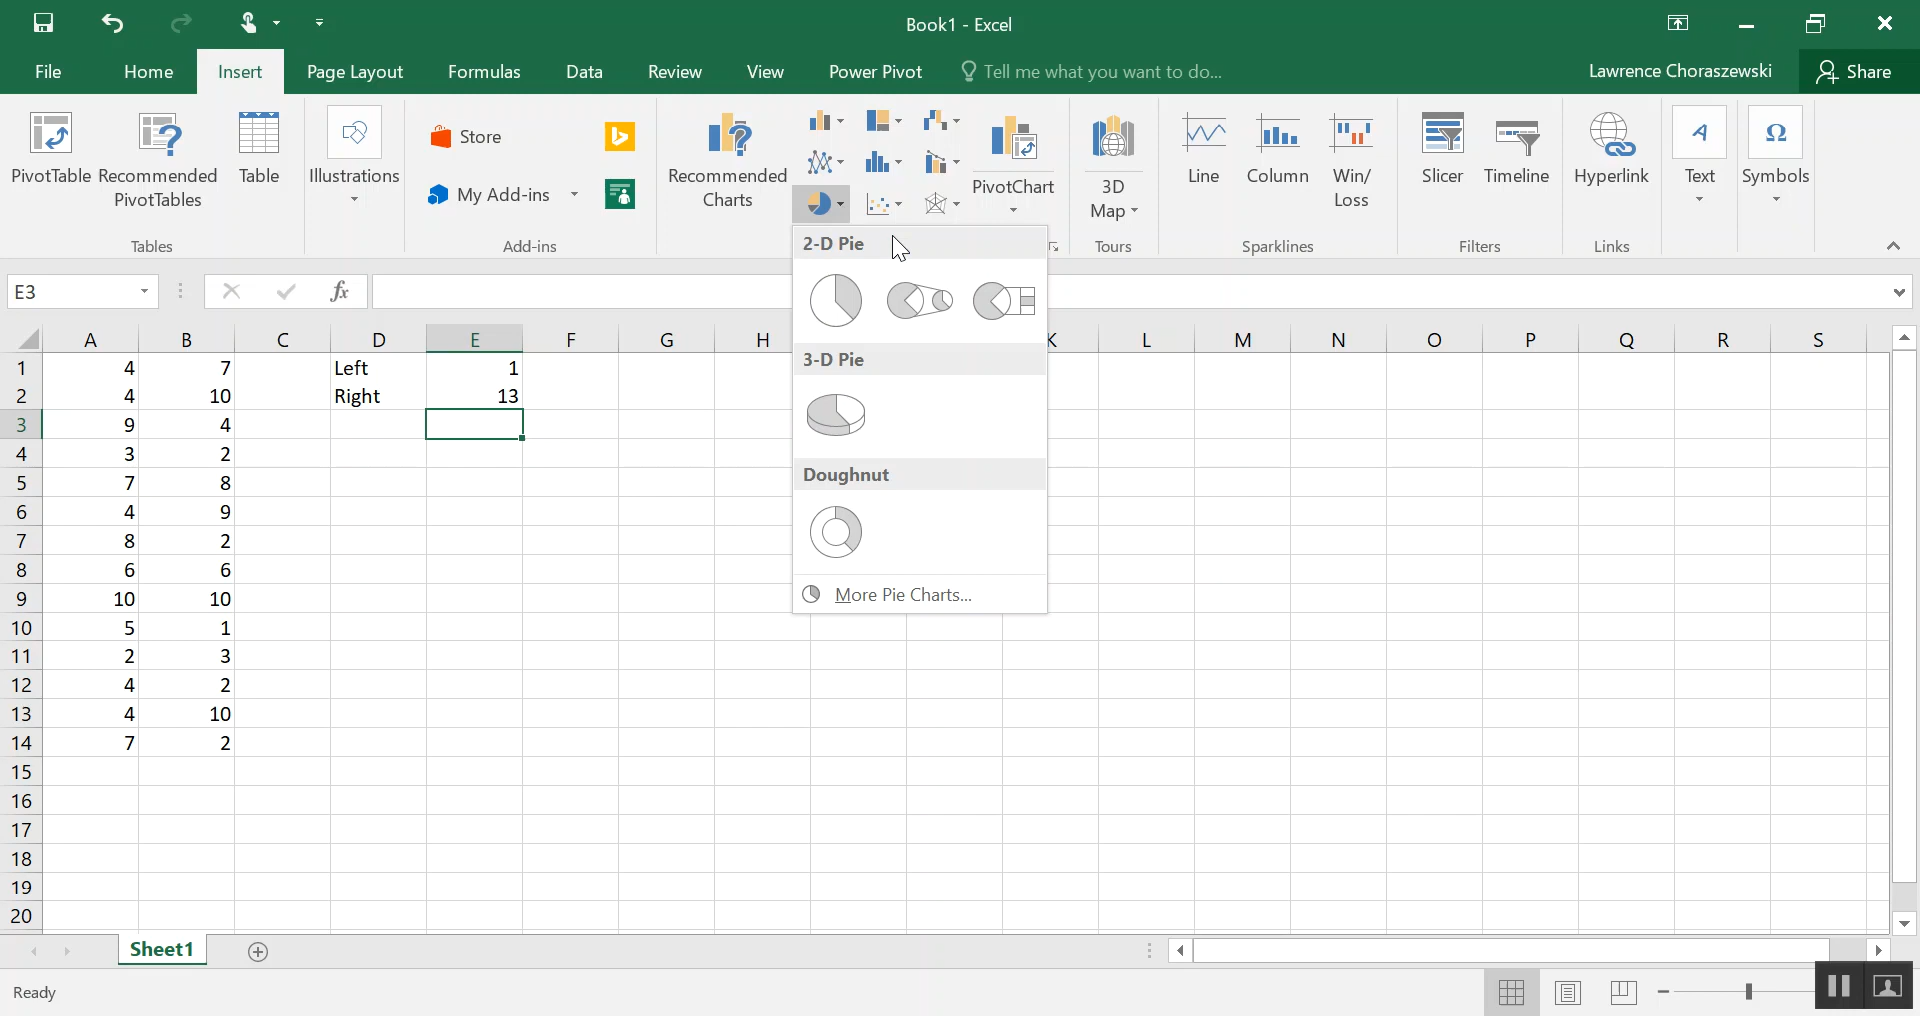 Book1 - Excel
File Home Insert Page Layout Formulas Data Review View Power Pivot Tell me what you want to do... Lawrence Choraszewski Share
PivotTable Recommended PivotTables Table Illustrations Store My Add-ins Recommended Charts PivotChart 3D Map Line Column Win/ Loss Slicer Timeline Hyperlink Text Symbols
Tables Add-ins Tours Sparklines Filters Links
2-D Pie
E3 fx
3-D Pie
Doughnut
More Pie Charts...
A B C D E F G H K L M N O P Q R S
1 4 7 Left 1
2 4 10 Right 13
3 9 4
4 3 2
5 7 8
6 4 9
7 8 2
8 6 6
9 10 10
10 5 1
11 2 3
12 4 2
13 4 10
14 7 2
15
16
17
18
19
20
Sheet1
Ready